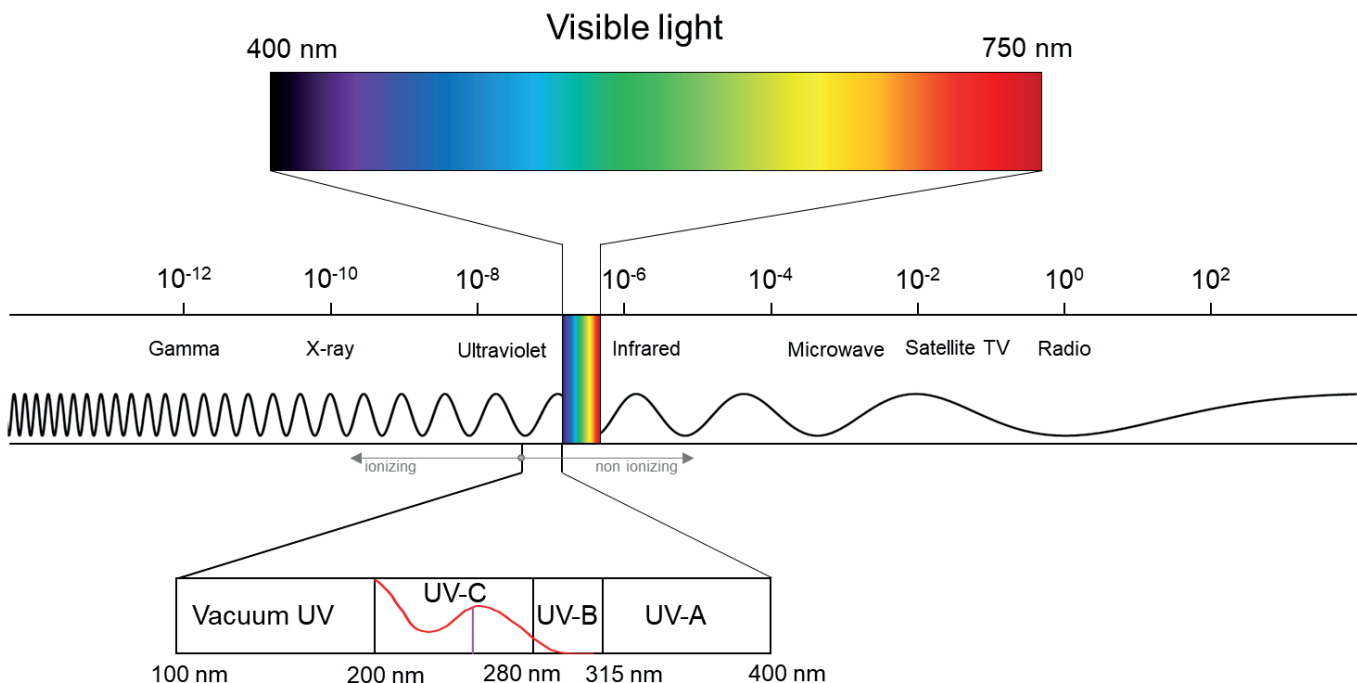 Visible light
400 nm 750 nm
10⁻¹² 10⁻¹⁰ 10⁻⁸ 10⁻⁶ 10⁻⁴ 10⁻² 10⁰ 10²
Gamma X-ray Ultraviolet Infrared Microwave Satellite TV Radio
ionizing non ionizing
Vacuum UV UV-C UV-B UV-A
100 nm 200 nm 280 nm 315 nm 400 nm